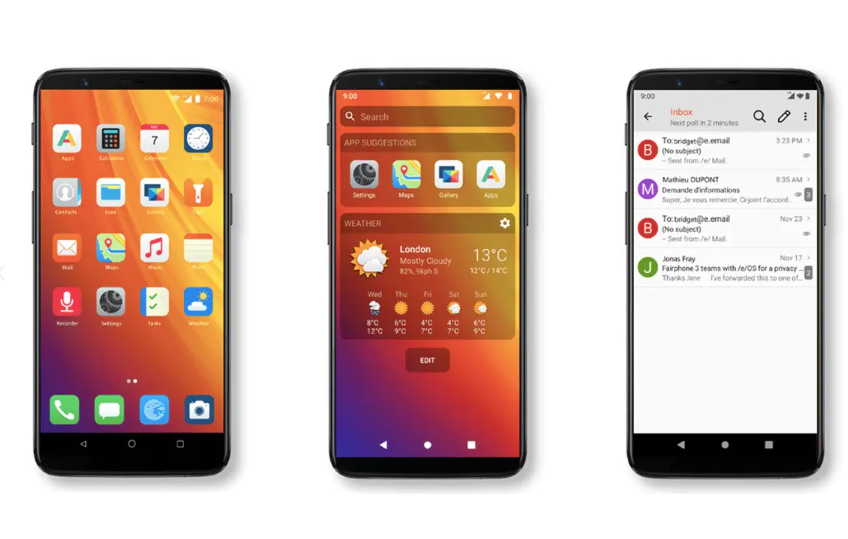 7:00
Apps
Calculator
7
Calendar
Clock
Contacts
Files
Gallery
Mail
Maps
Music
Notes
Recorder
Settings
Tasks
Weather
9:00
Search
APP SUGGESTIONS
Settings
Maps
Gallery
Apps
WEATHER
London
Mostly Cloudy
82%, 9kph S
13°C
12°C / 14°C
Wed Thu Fri Sat Sun
8°C 6°C 4°C 4°C 6°C
12°C 9°C 7°C 7°C 9°C
EDIT
9:00
Inbox
Next poll in 2 minutes
B
To: bridget@e.email
3:23 PM
(No subject)
– Sent from /e/ Mail.
M
Mathieu DUPONT
8:35 AM
Demande d'informations
3
Super, Je vous remercie, Ci-joint l'accord...
B
To: bridget@e.email
Nov 23
(No subject)
– Sent from /e/ Mail.
J
Jonas Fray
Nov 17
Fairphone 3 teams with /e/OS for a privacy ...
2
Thanks Jane I've forwarded this to one of...